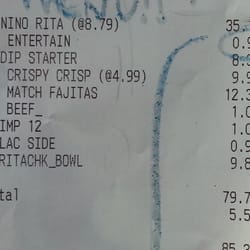 NINO RITA (@8.79) 35.
ENTERTAIN 0.9
DIP STARTER 8.
CRISPY CRISP (@4.99) 9.9
MATCH FAJITAS 12.3
BEEF_ 1.0
IMP 12 1.0
LAC SIDE 0.9
RITACHK_BOWL 9.8
tal 79.7
5.5
85.3